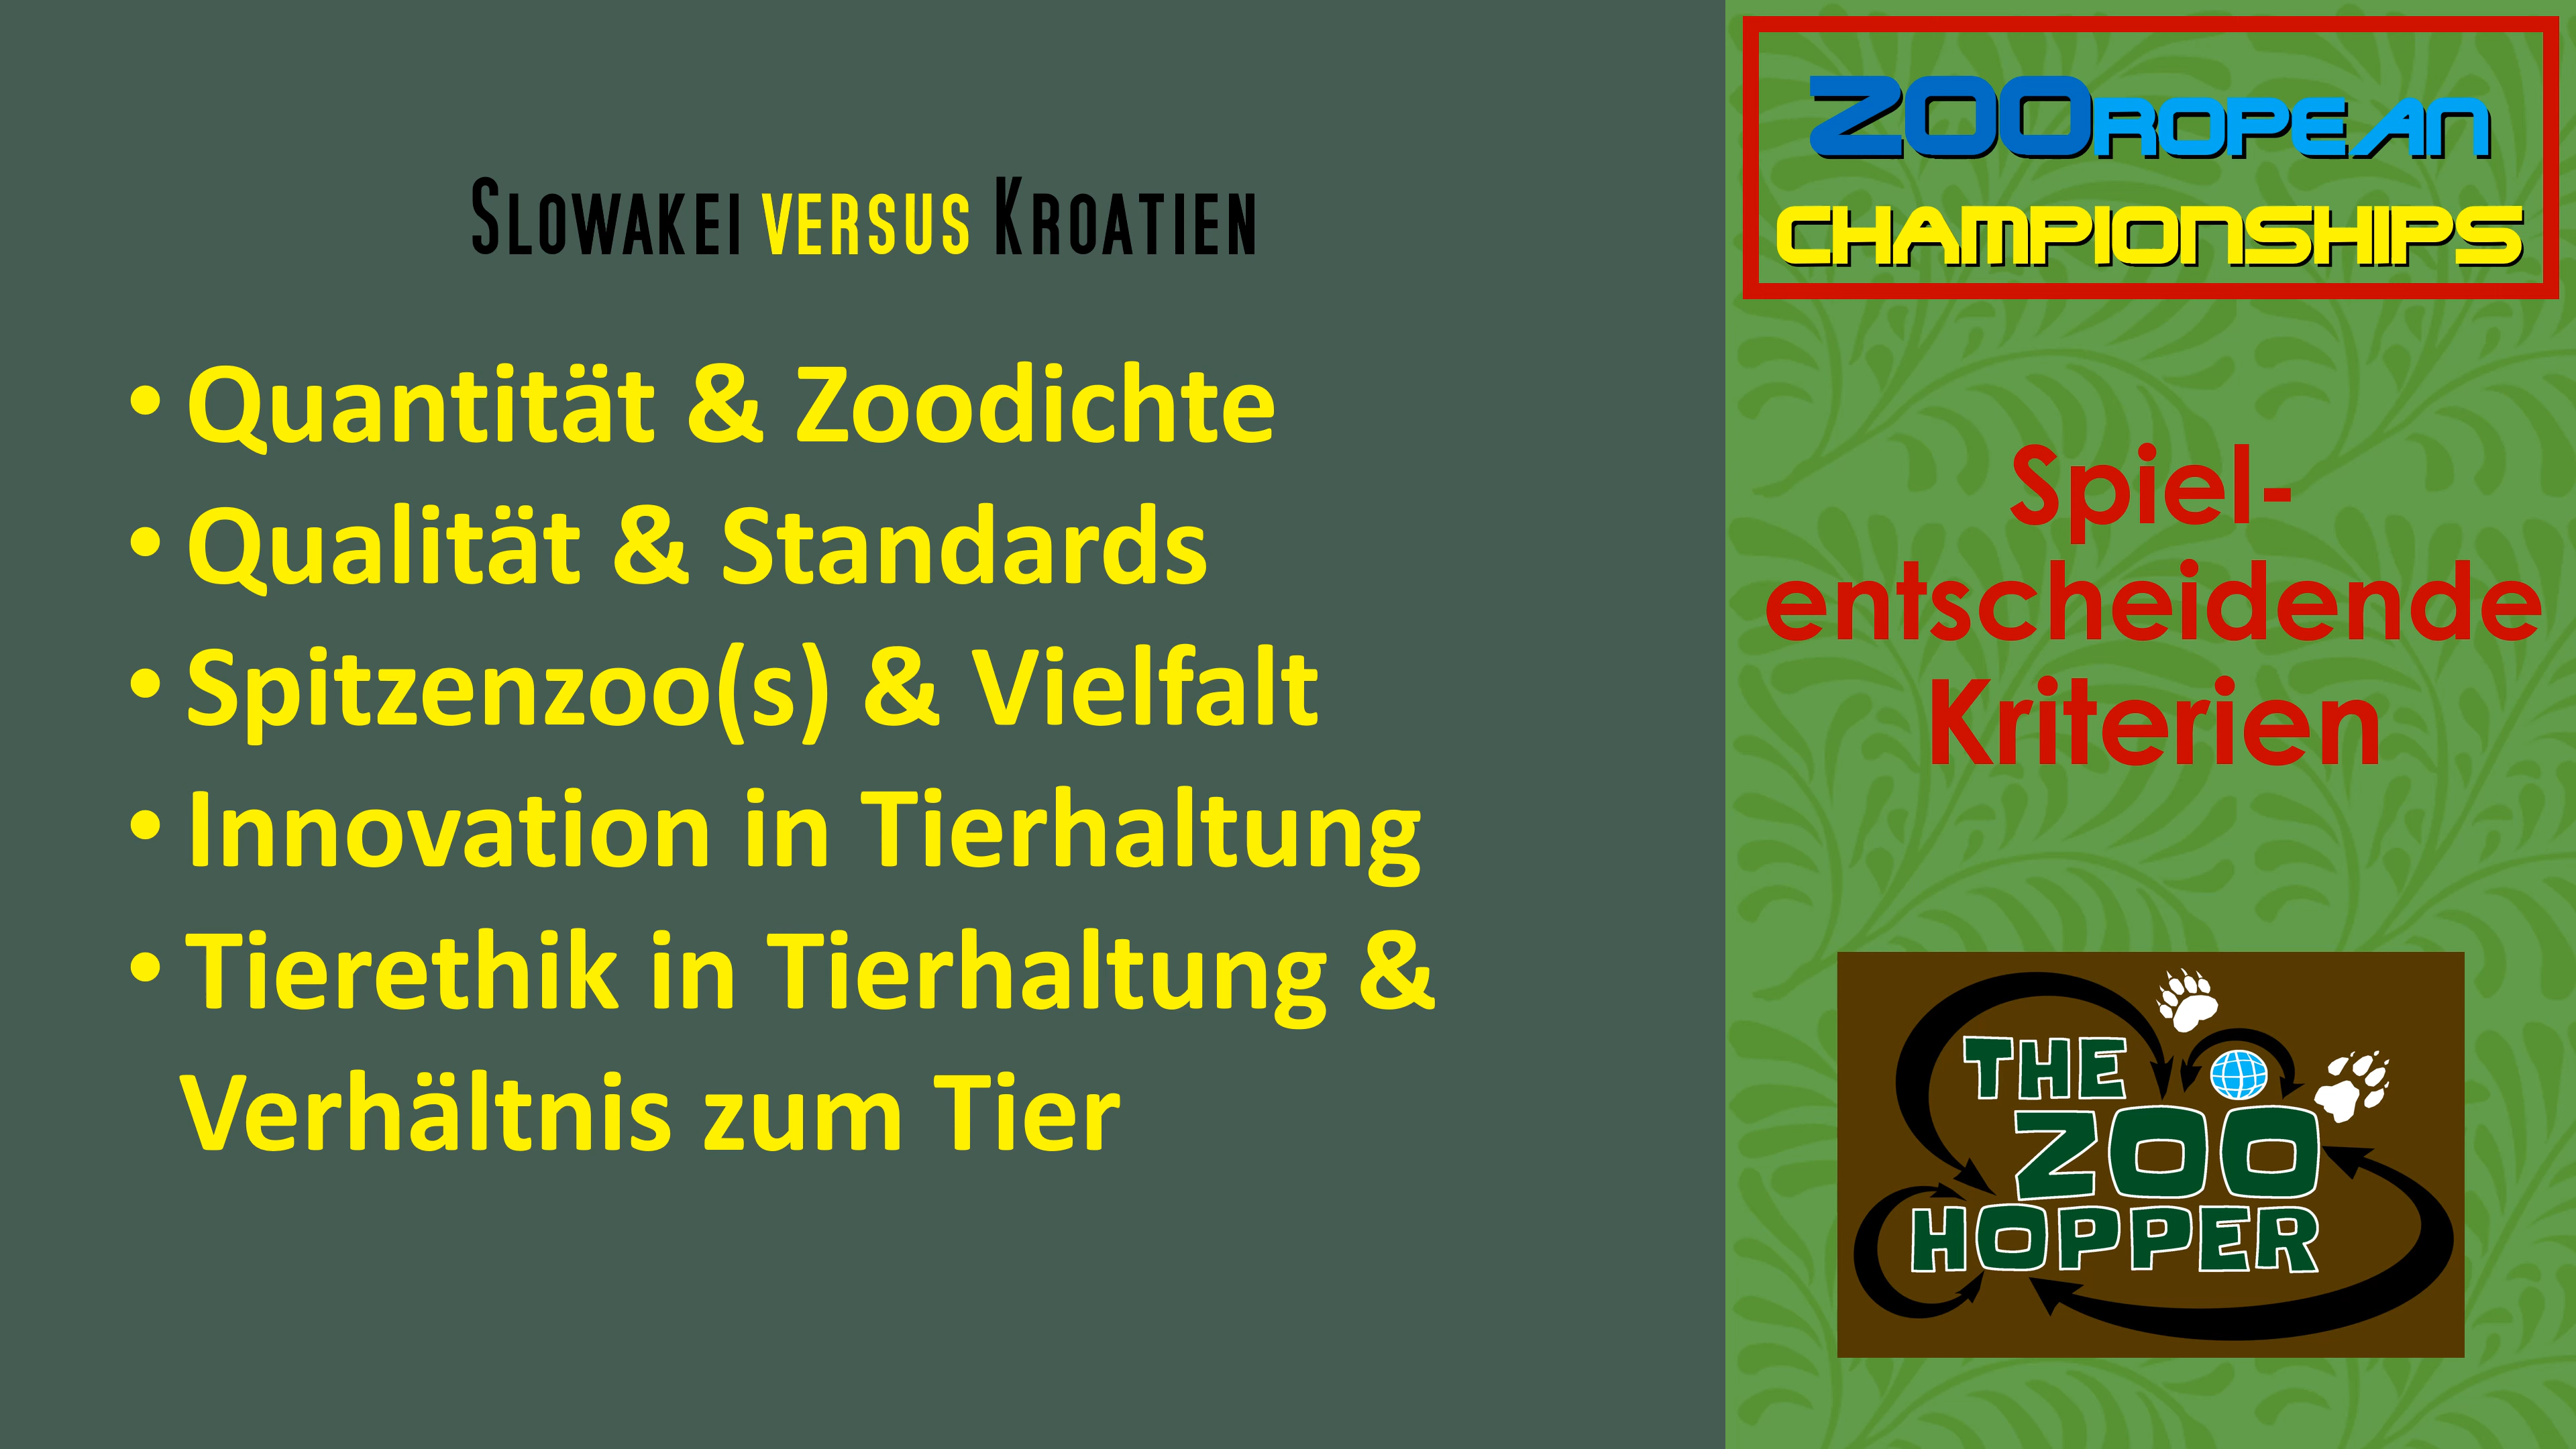 Slowakei versus Kroatien
• Quantität & Zoodichte
• Qualität & Standards
• Spitzenzoo(s) & Vielfalt
• Innovation in Tierhaltung
• Tierethik in Tierhaltung &
Verhältnis zum Tier
ZOOROPEAN
CHAMPIONSHIPS
Spiel-
entscheidende
Kriterien
THE
ZOO
HOPPER